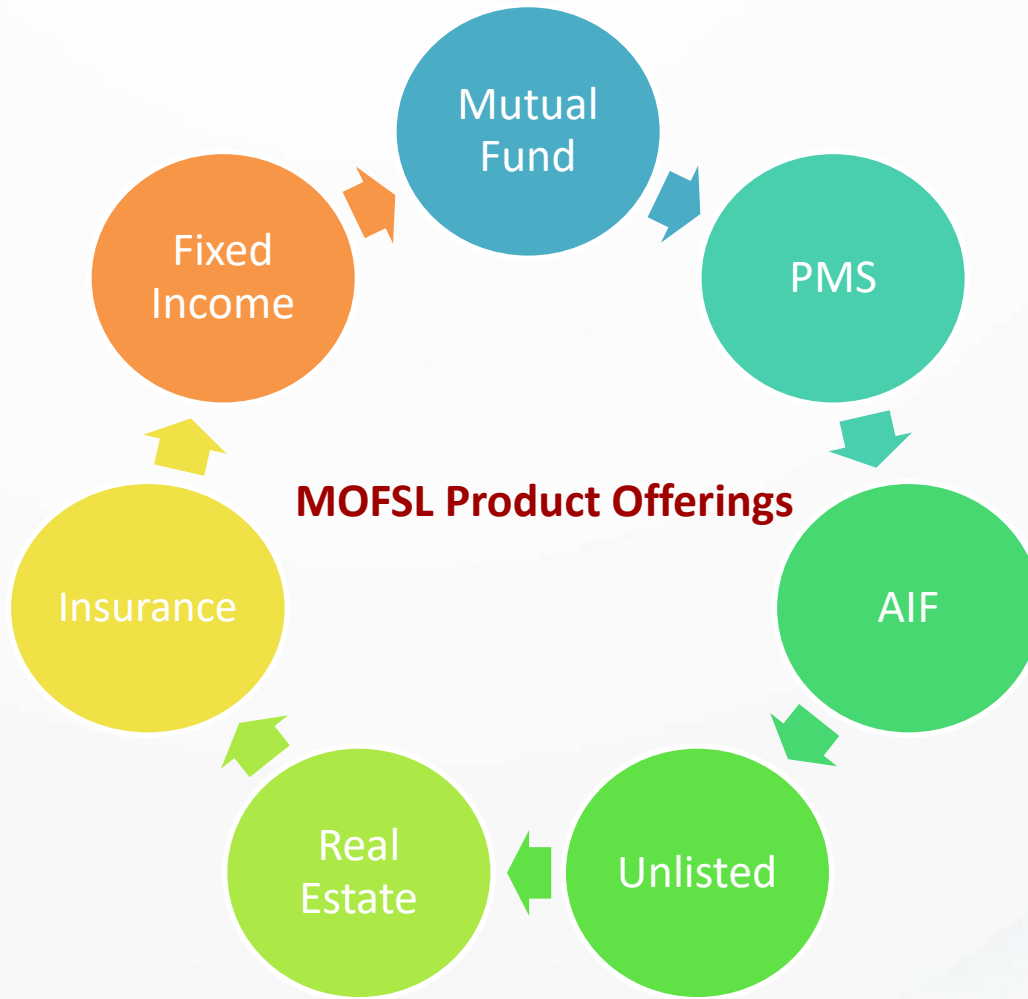 Mutual
Fund
PMS
AIF
Unlisted
Real
Estate
Insurance
Fixed
Income
MOFSL Product Offerings